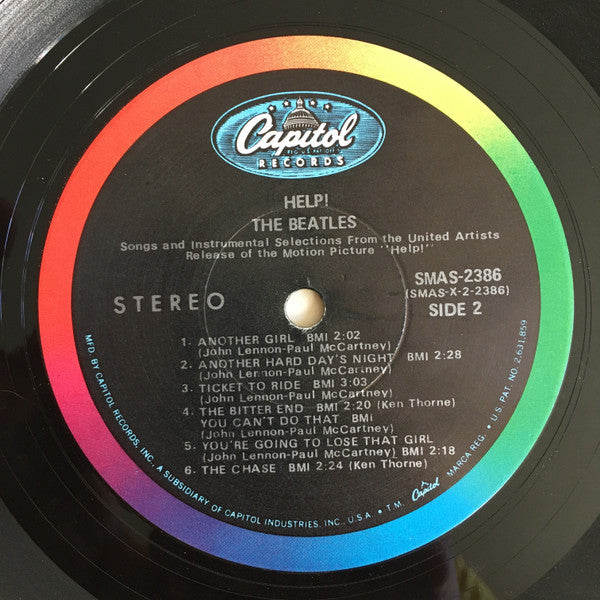 Capitol
RECORDS
HELP!
THE BEATLES
Songs and Instrumental Selections From the United Artists
Release of the Motion Picture "Help!"
STEREO
SMAS-2386
(SMAS-X-2-2386)
SIDE 2
1. ANOTHER GIRL BMI 2:02
(John Lennon-Paul McCartney)
2. ANOTHER HARD DAY'S NIGHT BMI 2:28
(John Lennon-Paul McCartney)
3. TICKET TO RIDE BMI 3:03
(John Lennon-Paul McCartney)
4. THE BITTER END BMI 2:20 (Ken Thorne)
YOU CAN'T DO THAT BMI
(John Lennon-Paul McCartney)
5. YOU'RE GOING TO LOSE THAT GIRL
(John Lennon-Paul McCartney) BMI 2:18
6. THE CHASE BMI 2:24 (Ken Thorne)
MFD. BY CAPITOL RECORDS, INC., A SUBSIDIARY OF CAPITOL INDUSTRIES, INC. U.S.A. • T.M. Capitol MARCA REG. • U.S. PAT. NO. 2,631,859